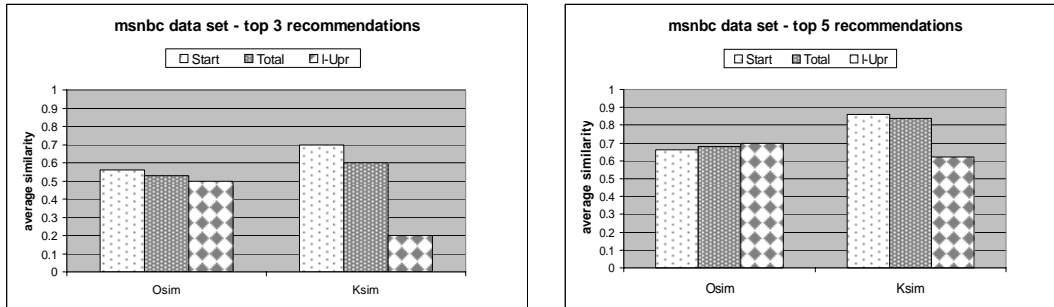 msnbc data set - top 3 recommendations
Start Total l-Upr
average similarity
1
0.9
0.8
0.7
0.6
0.5
0.4
0.3
0.2
0.1
0
Osim Ksim
msnbc data set - top 5 recommendations
Start Total l-Upr
average similarity
1
0.9
0.8
0.7
0.6
0.5
0.4
0.3
0.2
0.1
0
Osim Ksim